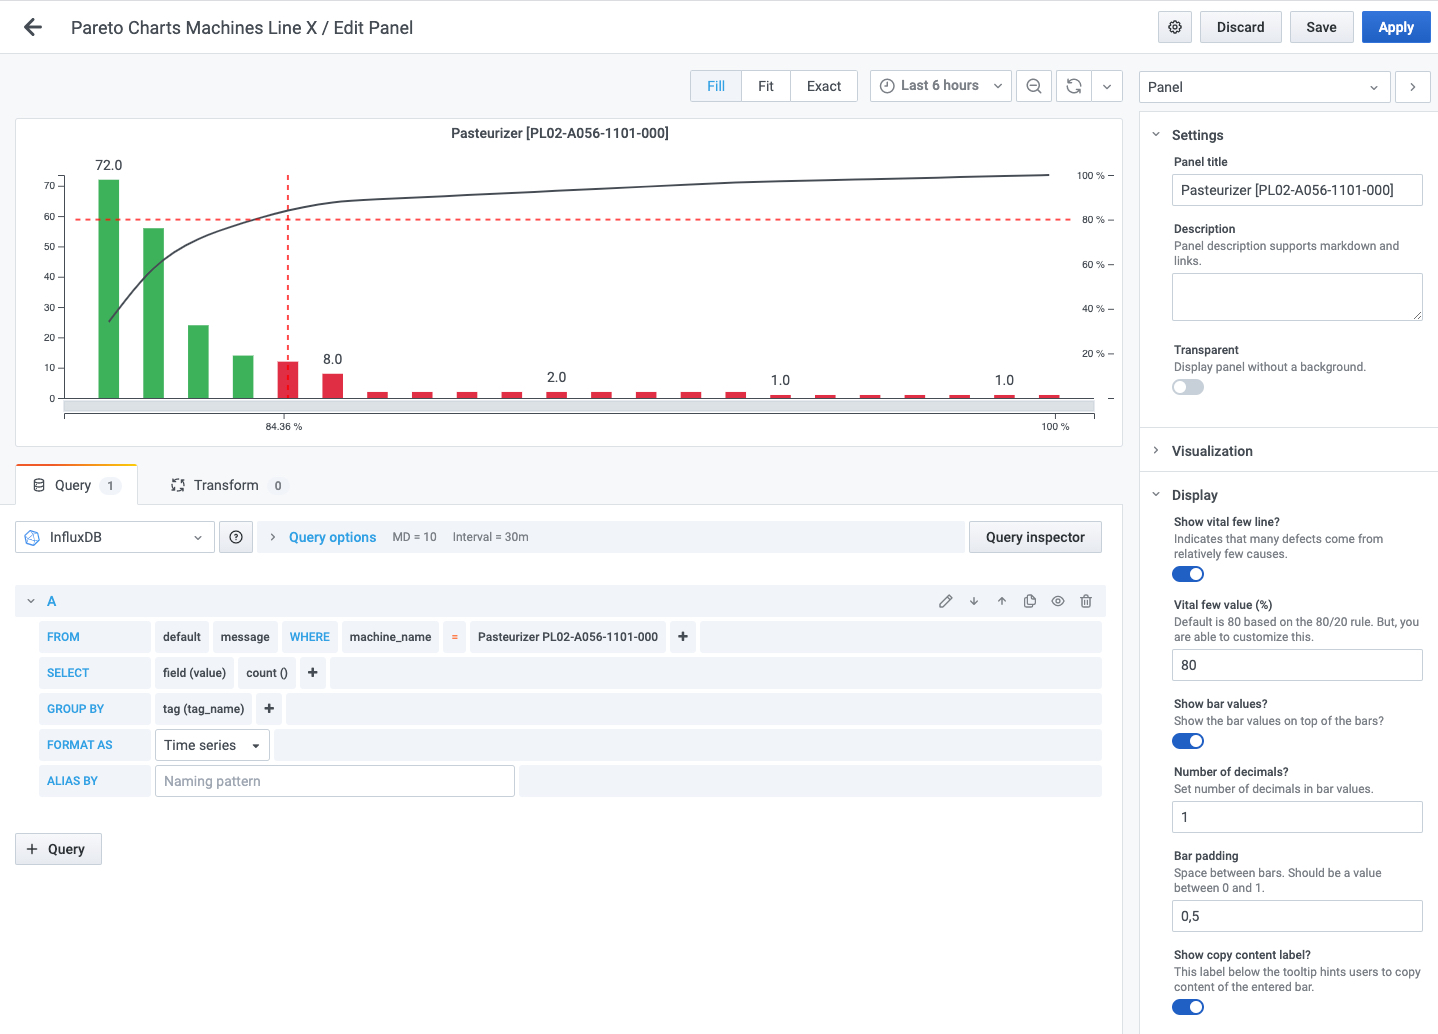 Pareto Charts Machines Line X / Edit Panel
Discard
Save
Apply
Fill
Fit
Exact
Last 6 hours
Panel
Pasteurizer [PL02-A056-1101-000]
72.0
8.0
2.0
1.0
1.0
70
60
50
40
30
20
10
0
100 %
80 %
60 %
40 %
20 %
84.36 %
100 %
Query 1
Transform 0
InfluxDB
Query options MD = 10 Interval = 30m
Query inspector
A
FROM default message WHERE machine_name = Pasteurizer PL02-A056-1101-000 +
SELECT field (value) count () +
GROUP BY tag (tag_name) +
FORMAT AS Time series
ALIAS BY Naming pattern
+ Query
Settings
Panel title
Pasteurizer [PL02-A056-1101-000]
Description
Panel description supports markdown and
links.
Transparent
Display panel without a background.
Visualization
Display
Show vital few line?
Indicates that many defects come from
relatively few causes.
Vital few value (%)
Default is 80 based on the 80/20 rule. But, you
are able to customize this.
80
Show bar values?
Show the bar values on top of the bars?
Number of decimals?
Set number of decimals in bar values.
1
Bar padding
Space between bars. Should be a value
between 0 and 1.
0,5
Show copy content label?
This label below the tooltip hints users to copy
content of the entered bar.